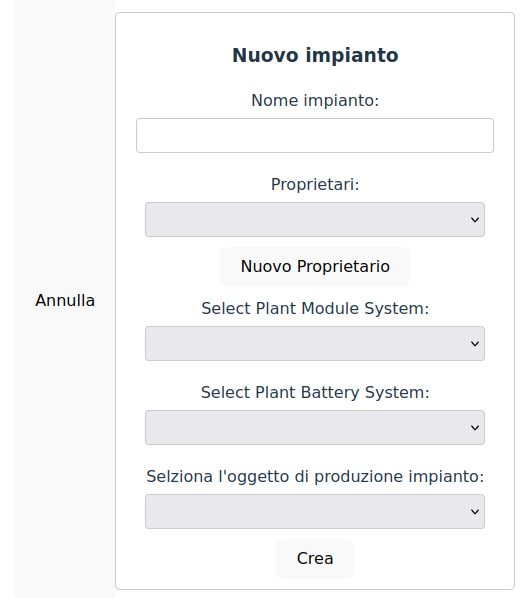 Nuovo impianto
Nome impianto:
Proprietari:
Nuovo Proprietario
Annulla
Select Plant Module System:
Select Plant Battery System:
Selziona l'oggetto di produzione impianto:
Crea